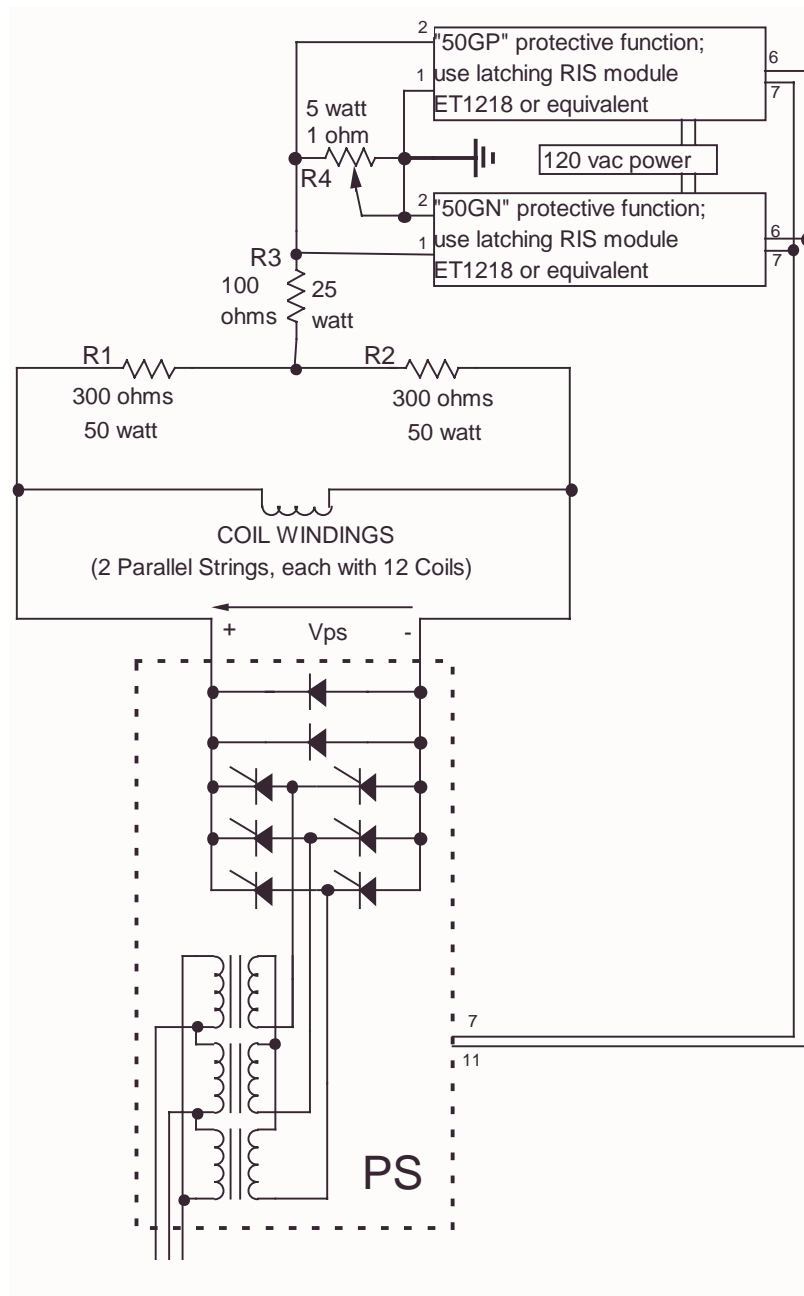 2
"50GP" protective function;
6
1
use latching RIS module
7
ET1218 or equivalent
5 watt
1 ohm
R4
120 vac power
2
"50GN" protective function;
6
1
use latching RIS module
7
ET1218 or equivalent
R3
100
ohms
25
watt
R1
R2
300 ohms
50 watt
300 ohms
50 watt
COIL WINDINGS
(2 Parallel Strings, each with 12 Coils)
+
Vps
-
7
11
PS